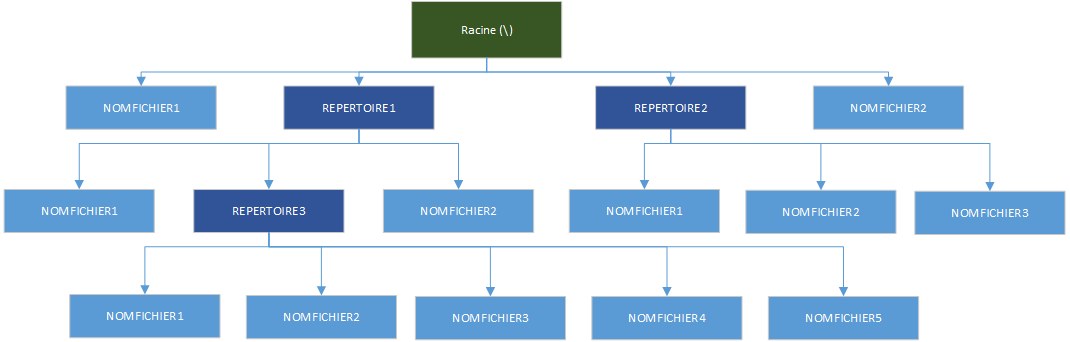 Racine (\)
NOMFICHIER1
REPERTOIRE1
REPERTOIRE2
NOMFICHIER2
NOMFICHIER1
REPERTOIRE3
NOMFICHIER2
NOMFICHIER1
NOMFICHIER2
NOMFICHIER3
NOMFICHIER1
NOMFICHIER2
NOMFICHIER3
NOMFICHIER4
NOMFICHIER5